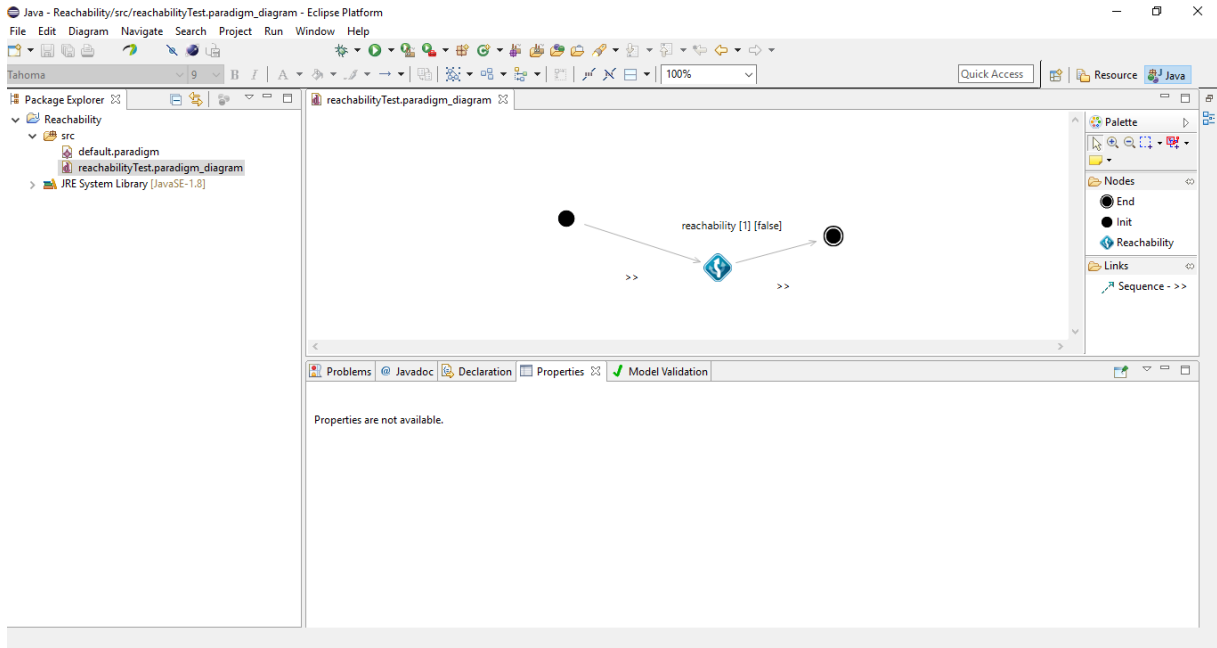 Java - Reachability/src/reachabilityTest.paradigm_diagram - Eclipse Platform
File Edit Diagram Navigate Search Project Run Window Help
Tahoma 9 B I A 100% Quick Access Resource Java
Package Explorer
reachabilityTest.paradigm_diagram
Reachability
src
default.paradigm
reachabilityTest.paradigm_diagram
JRE System Library [JavaSE-1.8]
reachability [1] [false]
>>
>>
Palette
Nodes
End
Init
Reachability
Links
Sequence - >>
Problems @ Javadoc Declaration Properties Model Validation
Properties are not available.